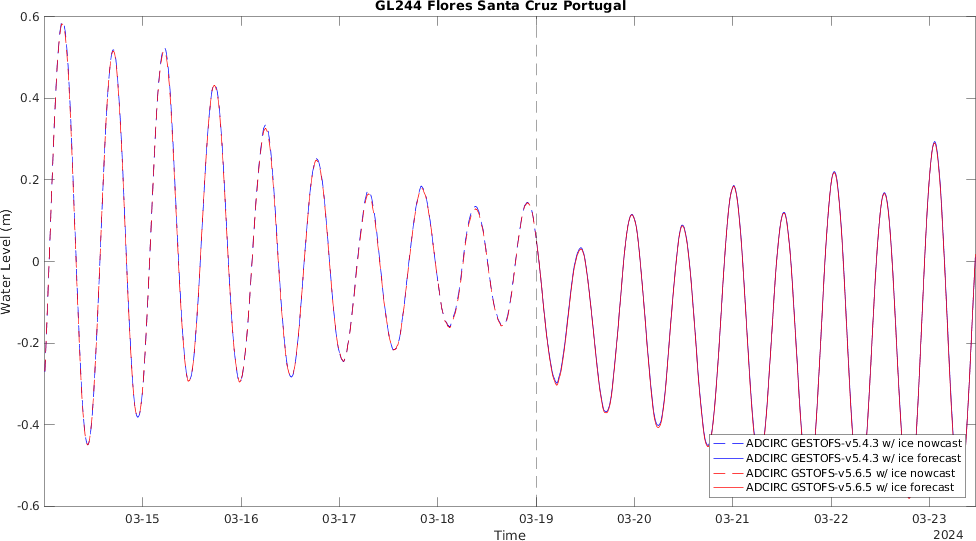 GL244 Flores Santa Cruz Portugal
0.6
0.4
0.2
0
-0.2
-0.4
-0.6
Water Level (m)
ADCIRC GESTOFS-v5.4.3 w/ ice nowcast
ADCIRC GESTOFS-v5.4.3 w/ ice forecast
ADCIRC GSTOFS-v5.6.5 w/ ice nowcast
ADCIRC GSTOFS-v5.6.5 w/ ice forecast
03-15 03-16 03-17 03-18 03-19 03-20 03-21 03-22 03-23
Time
2024